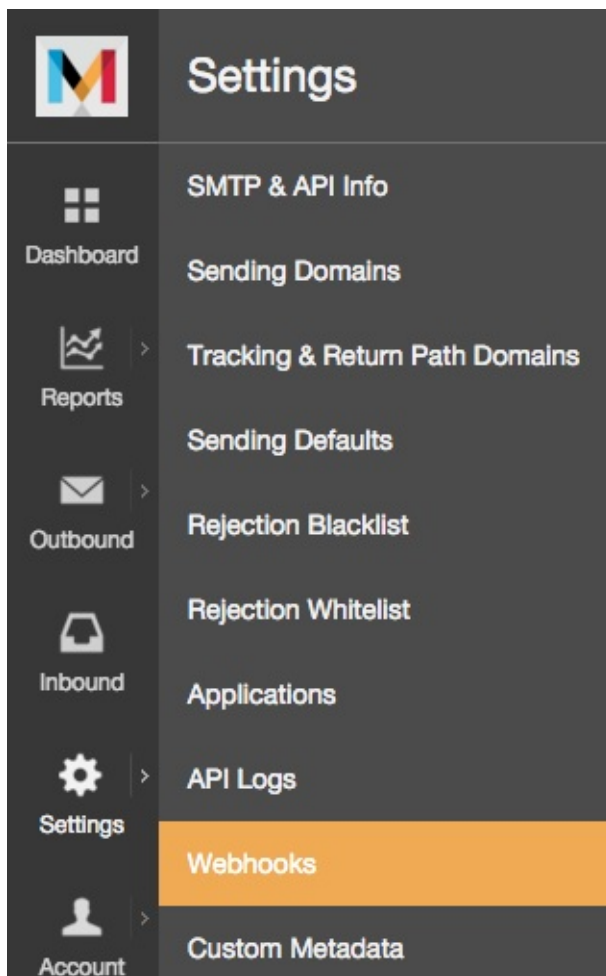 Settings
SMTP & API Info
Dashboard
Sending Domains
Tracking & Return Path Domains
Reports
Sending Defaults
Rejection Blacklist
Outbound
Rejection Whitelist
Inbound
Applications
API Logs
Settings
Webhooks
Custom Metadata
Account